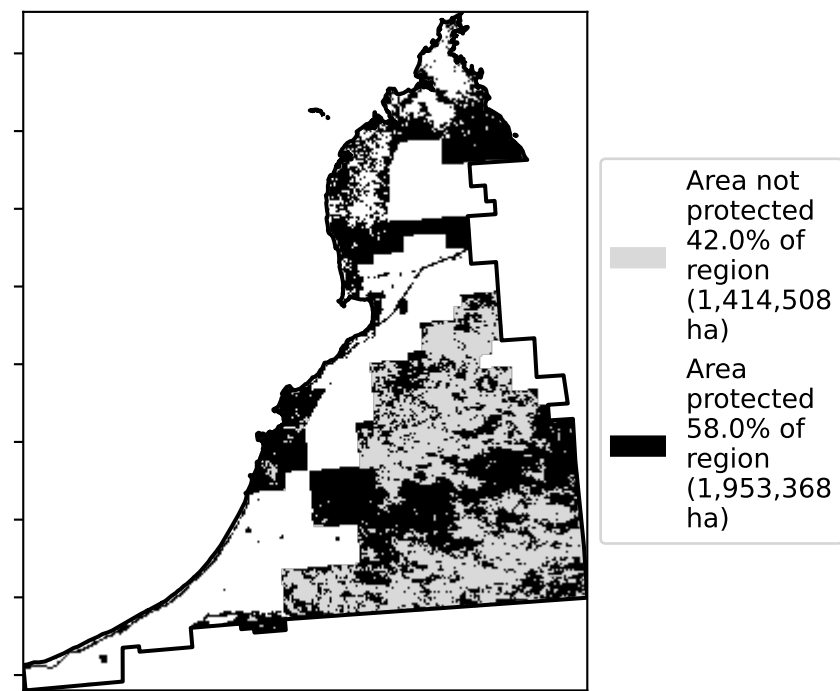 Area not
protected
42.0% of
region
(1,414,508
ha)
Area
protected
58.0% of
region
(1,953,368
ha)